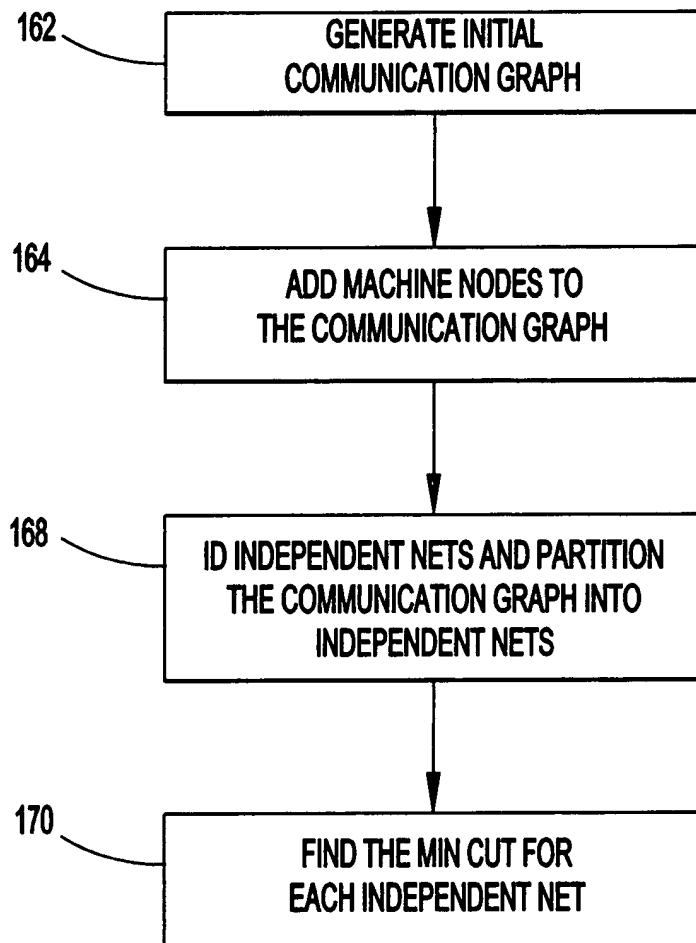 162
GENERATE INITIAL
COMMUNICATION GRAPH
164
ADD MACHINE NODES TO
THE COMMUNICATION GRAPH
168
ID INDEPENDENT NETS AND PARTITION
THE COMMUNICATION GRAPH INTO
INDEPENDENT NETS
170
FIND THE MIN CUT FOR
EACH INDEPENDENT NET